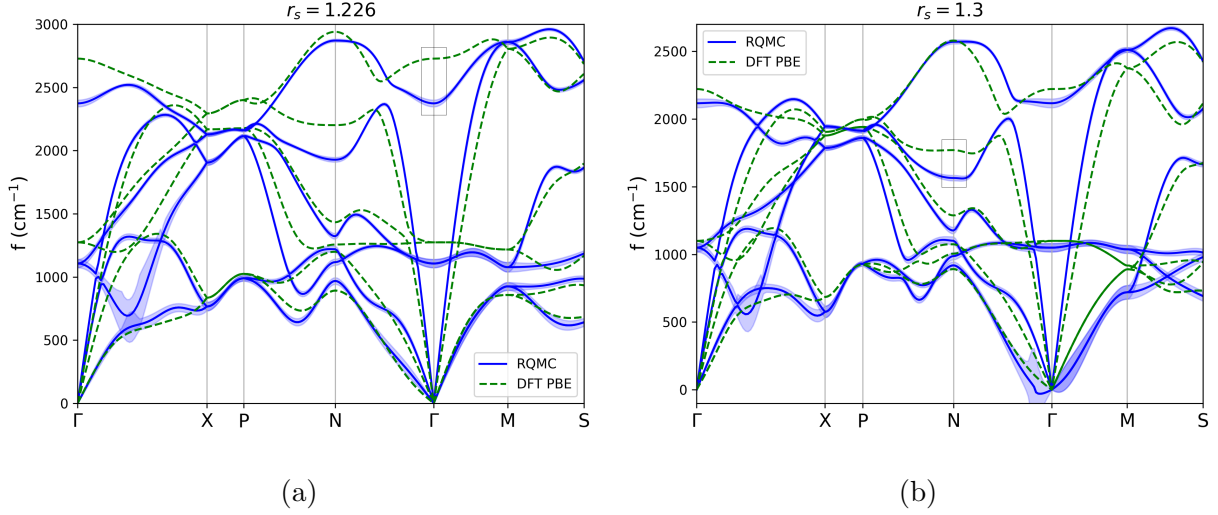 r_s = 1.226
3000
2500
2000
1500
1000
500
0
f (cm⁻¹)
Γ X P N Γ M S
RQMC
DFT PBE
(a)
r_s = 1.3
2500
2000
1500
1000
500
0
f (cm⁻¹)
Γ X P N Γ M S
RQMC
DFT PBE
(b)